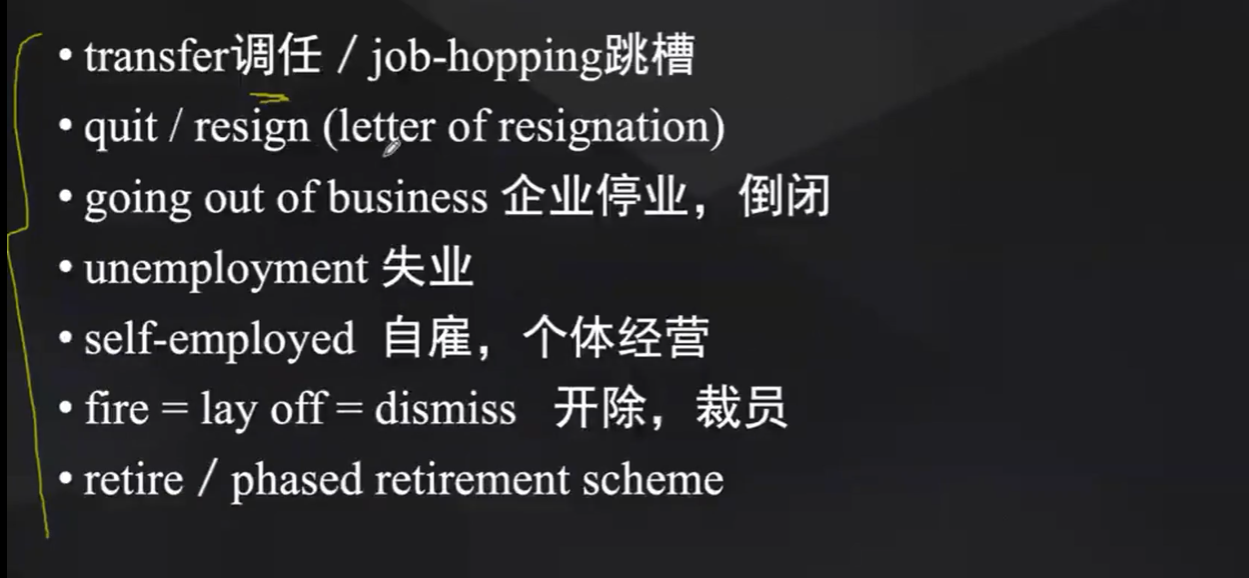 • transfer调任 / job-hopping跳槽
• quit / resign (letter of resignation)
• going out of business 企业停业，倒闭
• unemployment 失业
• self-employed 自雇，个体经营
• fire = lay off = dismiss 开除，裁员
• retire / phased retirement scheme